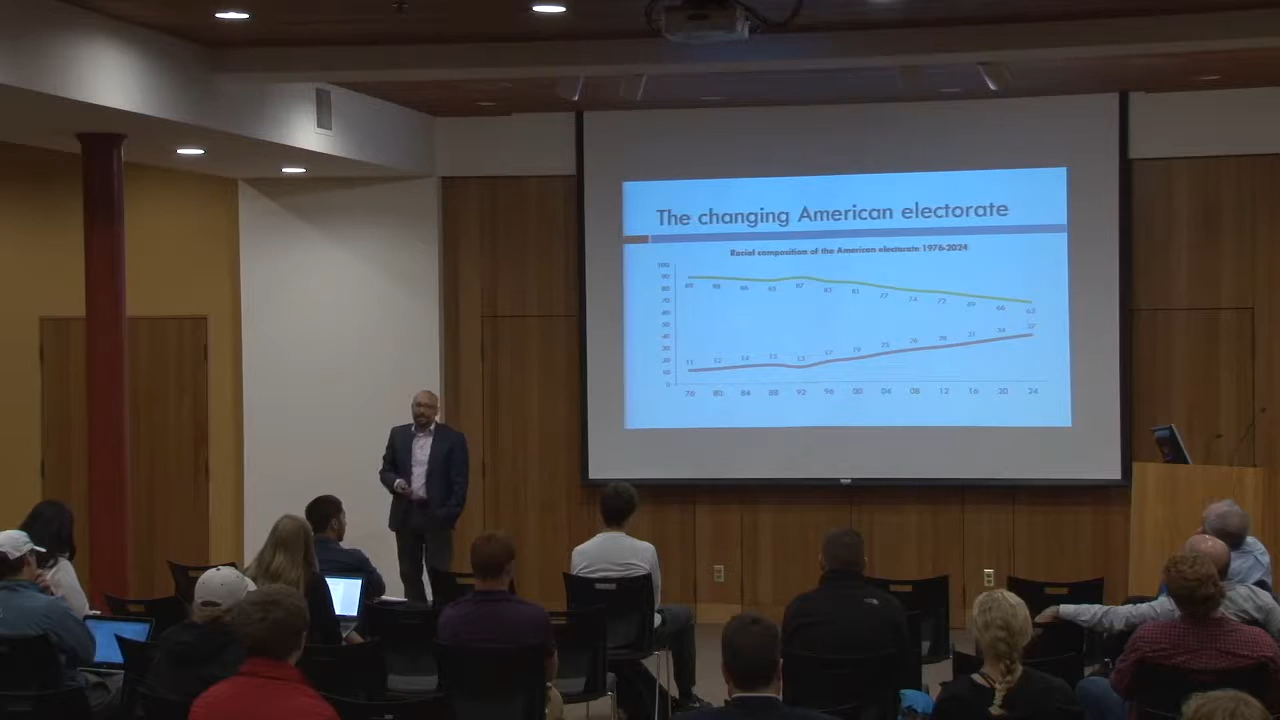 The changing American electorate
Racial composition of the American electorate 1976-2024
100
90
80
70
60
50
40
30
20
10
0
89 88 86 85 87 83 81 77 74 72 69 66 63
11 12 14 15 13 17 19 23 26 28 31 34 37
76 80 84 88 92 96 00 04 08 12 16 20 24